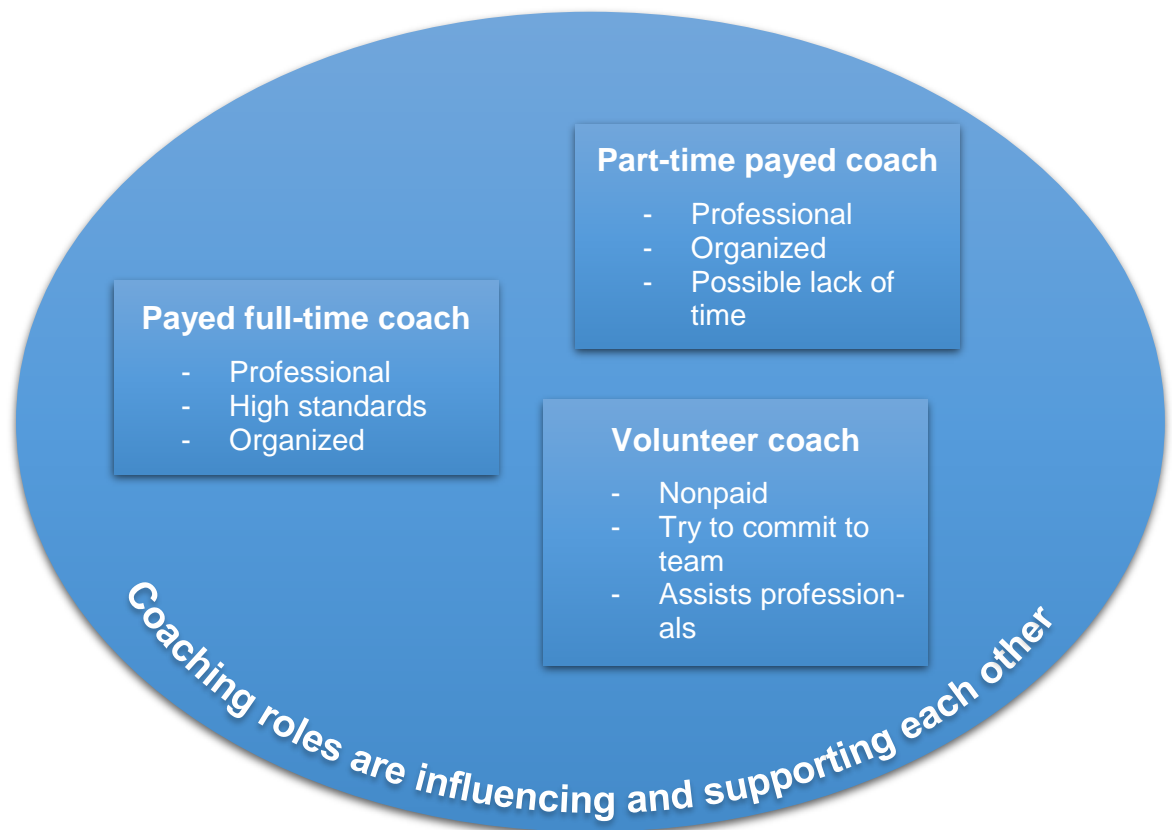 Part-time payed coach
- Professional
- Organized
- Possible lack of
time
Payed full-time coach
- Professional
- High standards
- Organized
Volunteer coach
- Nonpaid
- Try to commit to
team
- Assists profession-
als
Coaching roles are influencing and supporting each other